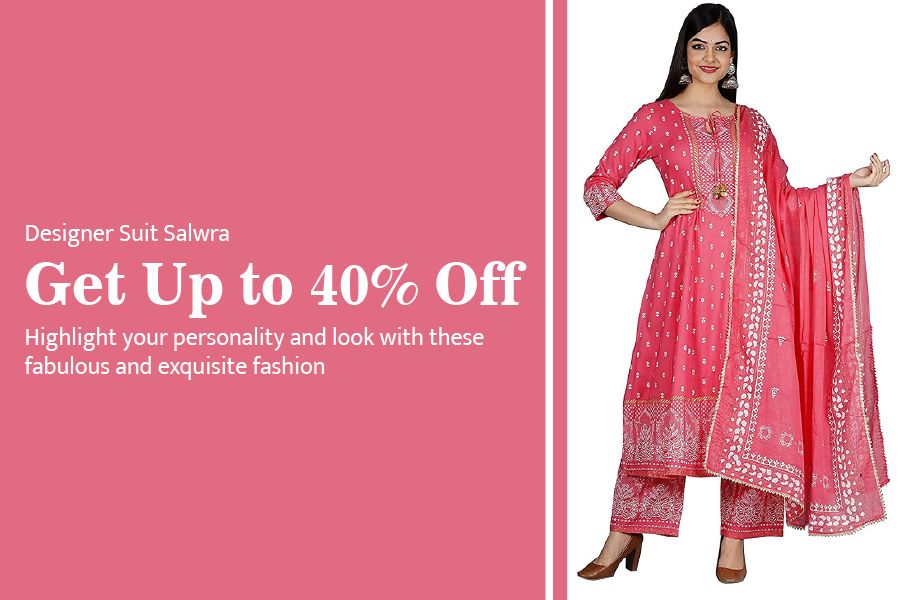 Designer Suit Salwra
Get Up to 40% Off
Highlight your personality and look with these
fabulous and exquisite fashion